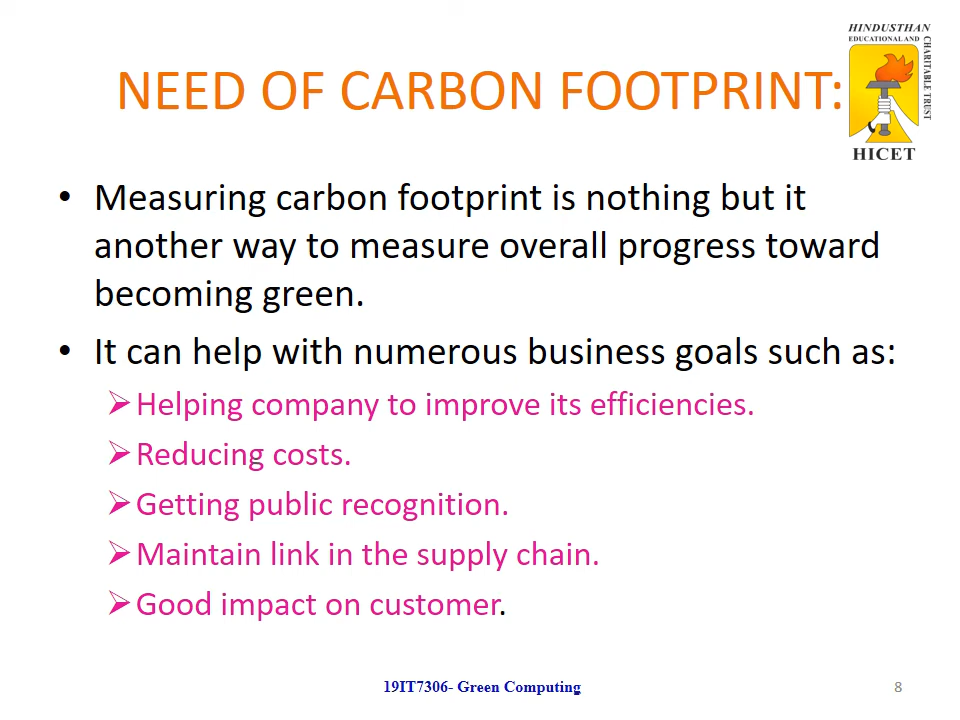 HINDUSTHAN
EDUCATIONAL AND
CHARITABLE TRUST
HICET
NEED OF CARBON FOOTPRINT:
• Measuring carbon footprint is nothing but it
another way to measure overall progress toward
becoming green.
• It can help with numerous business goals such as:
➢Helping company to improve its efficiencies.
➢Reducing costs.
➢Getting public recognition.
➢Maintain link in the supply chain.
➢Good impact on customer.
19IT7306- Green Computing
8